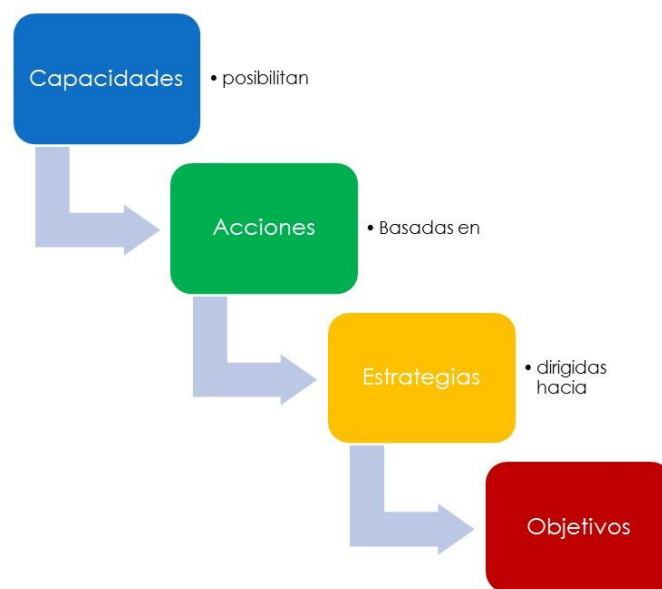 Capacidades
• posibilitan
Acciones
• Basadas en
Estrategias
• dirigidas
hacia
Objetivos